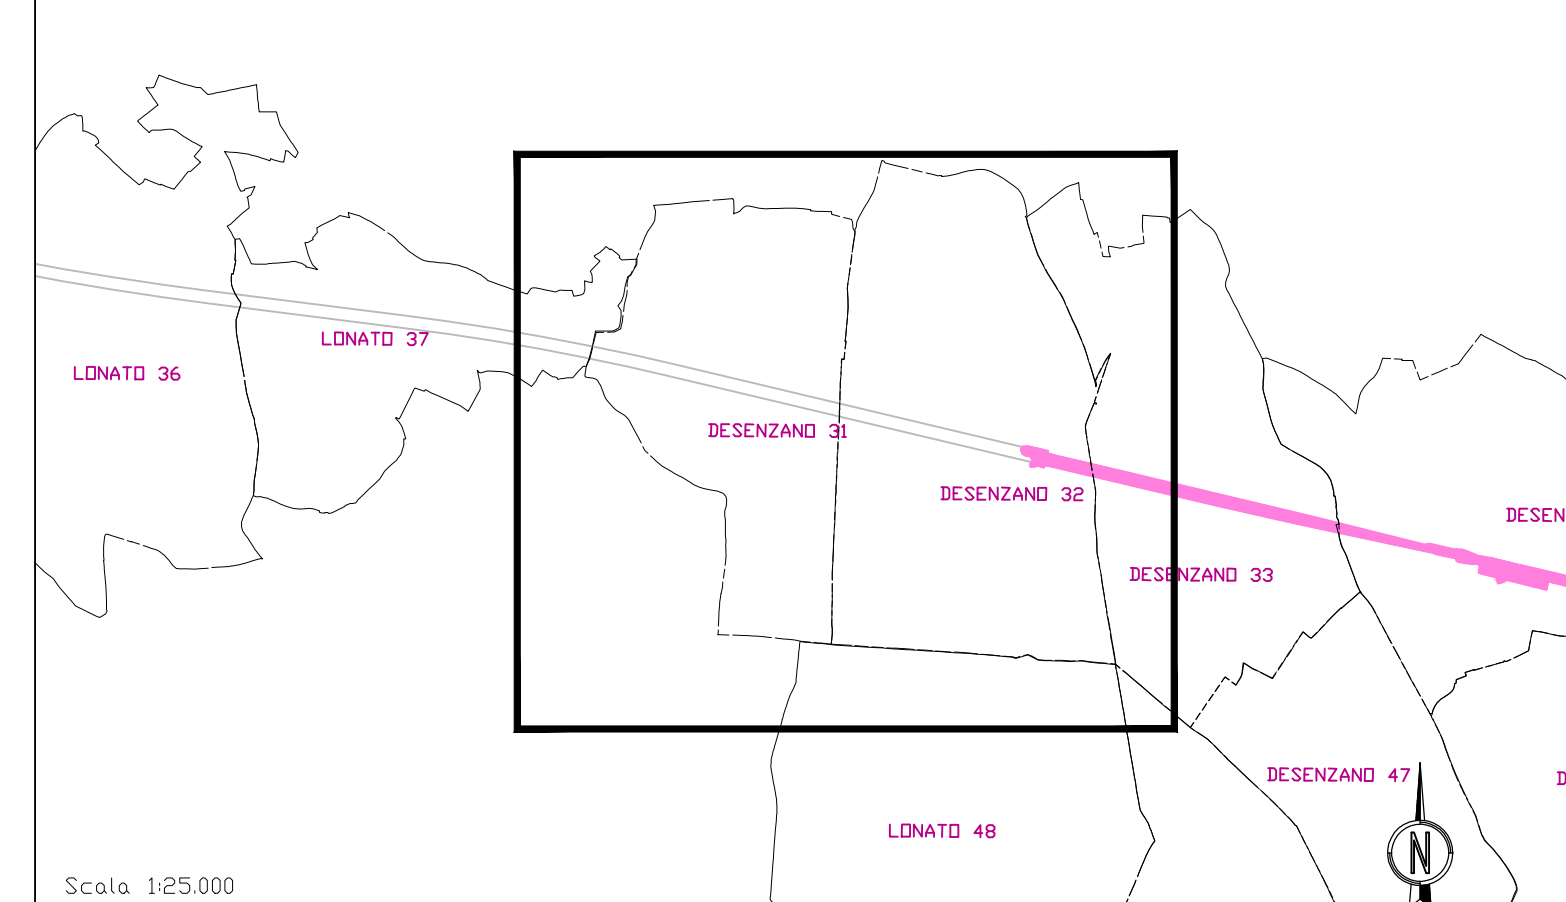 LONATO 37
LONATO 36
DESENZANO 31
DESENZANO 32
DESEN
DESENZANO 33
DESENZANO 47
D
LONATO 48
N
Scala 1:25.000